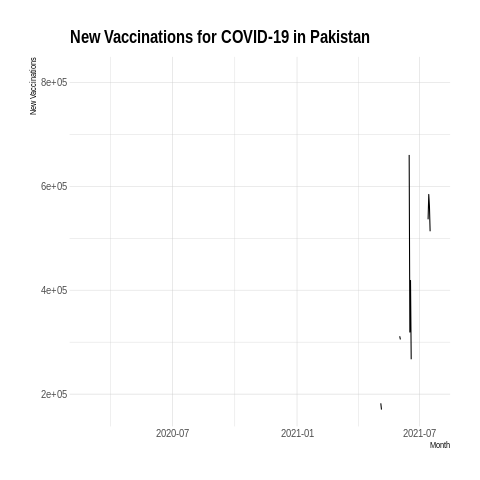 New Vaccinations for COVID-19 in Pakistan
New Vaccinations
8e+05
6e+05
4e+05
2e+05
2020-07
2021-01
2021-07
Month